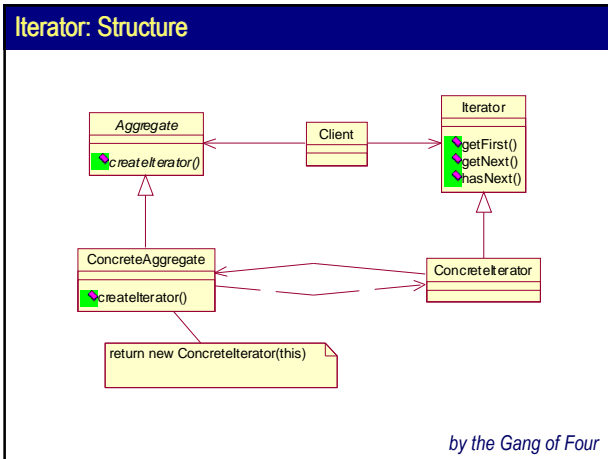 Iterator: Structure
Aggregate
createIterator()
Client
Iterator
getFirst()
getNext()
hasNext()
ConcreteAggregate
createIterator()
ConcreteIterator
return new ConcreteIterator(this)
by the Gang of Four